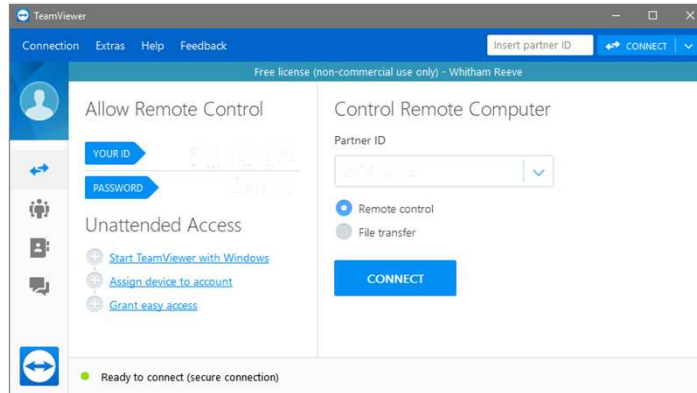 TeamViewer
Connection Extras Help Feedback
Insert partner ID
CONNECT
Free license (non-commercial use only) - Whitham Reeve
Allow Remote Control
YOUR ID
PASSWORD
Unattended Access
Start TeamViewer with Windows
Assign device to account
Grant easy access
Control Remote Computer
Partner ID
Remote control
File transfer
CONNECT
Ready to connect (secure connection)